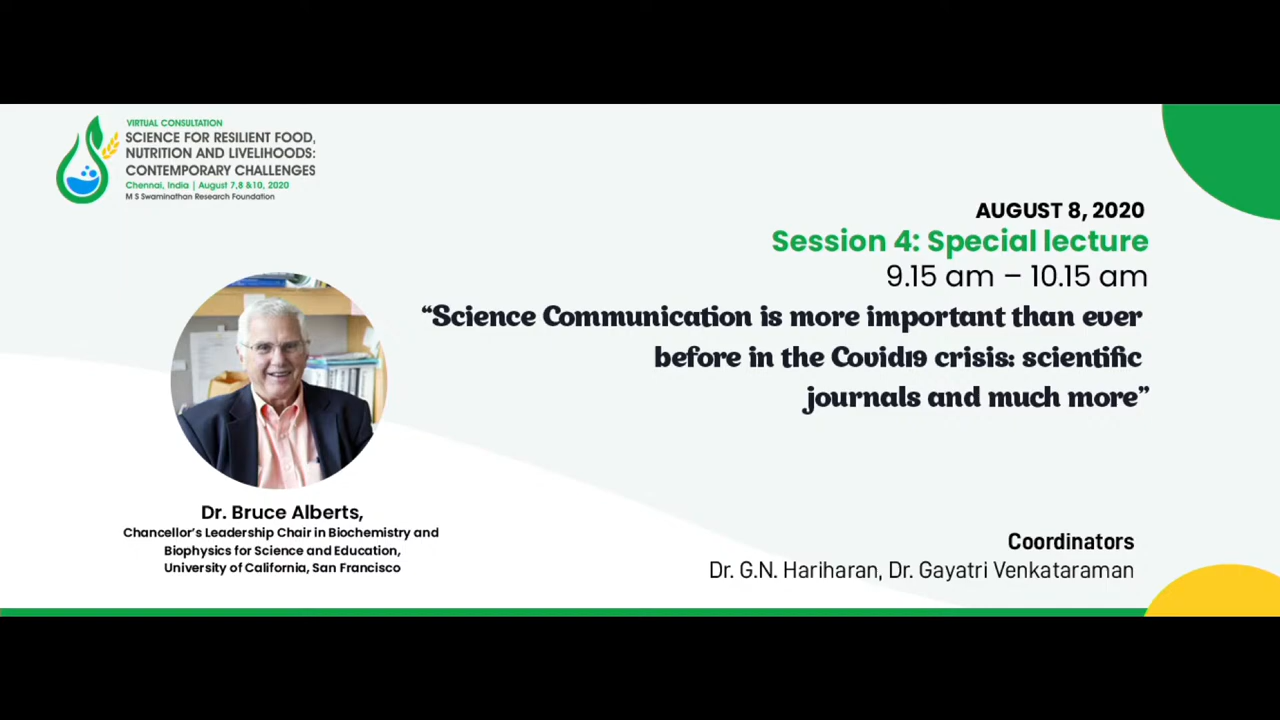 VIRTUAL CONSULTATION
SCIENCE FOR RESILIENT FOOD,
NUTRITION AND LIVELIHOODS:
CONTEMPORARY CHALLENGES
Chennai, India | August 7,8 &10, 2020
M S Swaminathan Research Foundation
AUGUST 8, 2020
Session 4: Special lecture
9.15 am – 10.15 am
“Science Communication is more important than ever
before in the Covid19 crisis: scientific
journals and much more”
Dr. Bruce Alberts,
Chancellor’s Leadership Chair in Biochemistry and
Biophysics for Science and Education,
University of California, San Francisco
Coordinators
Dr. G.N. Hariharan, Dr. Gayatri Venkataraman